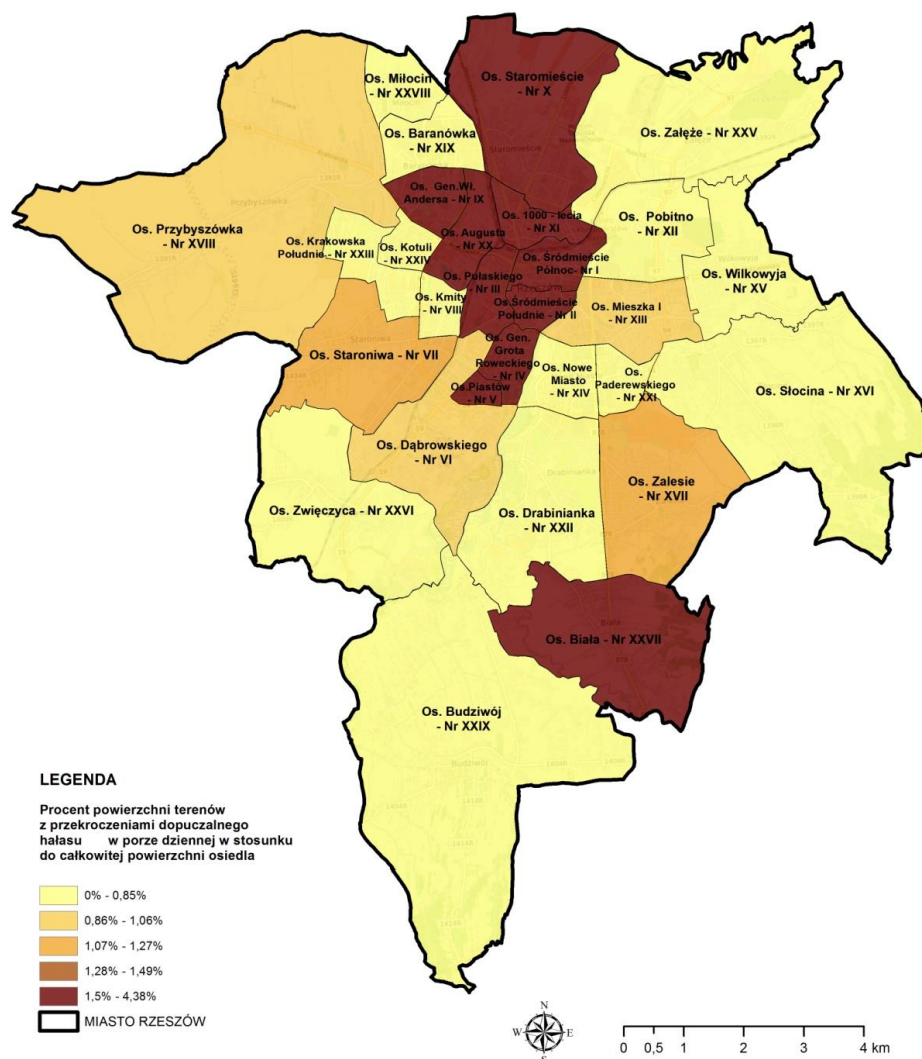 Os. Miłocin
- Nr XXVIII
Os. Staromieście
- Nr X
Os. Baranówka
- Nr XIX
Os. Załęże - Nr XXV
Os. Gen.Wł.
Andersa - Nr IX
Os. 1000 - lecia
- Nr XI
Os. Pobitno
- Nr XII
Os. Przybyszówka
- Nr XVIII
Os. Krakowska
Południe - Nr XXIII
Os. Kotuli
- Nr XXIV
Os. Augusta
- Nr XX
Os. Śródmieście
Północ- Nr I
Os. Wilkowyja
- Nr XV
Os. Pułaskiego
- Nr III
Os. Kmity
- Nr VIII
Os.Śródmieście
Południe - Nr II
Os. Mieszka I
- Nr XIII
Os. Staroniwa - Nr VII
Os. Gen.
Grota
Roweckiego
- Nr IV
Os. Nowe
Miasto
- Nr XIV
Os.
Paderewskiego
- Nr XXI
Os. Słocina - Nr XVI
Os.Piastów
- Nr V
Os. Dąbrowskiego
- Nr VI
Os. Zalesie
- Nr XVII
Os. Zwięczyca - Nr XXVI
Os. Drabinianka
- Nr XXII
Os. Biała - Nr XXVII
Os. Budziwój
- Nr XXIX
LEGENDA
Procent powierzchni terenów
z przekroczeniami dopuczalnego
hałasu w porze dziennej w stosunku
do całkowitej powierzchni osiedla
0% - 0,85%
0,86% - 1,06%
1,07% - 1,27%
1,28% - 1,49%
1,5% - 4,38%
MIASTO RZESZÓW
N
W E
S
0 0,5 1 2 3 4 km